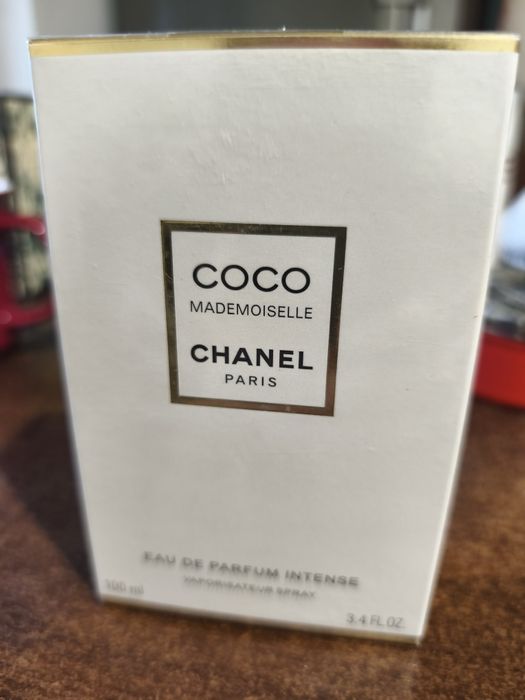 COCO
MADEMOISELLE
CHANEL
PARIS
EAU DE PARFUM INTENSE
VAPORISATEUR SPRAY
100 ml
3.4 FL. OZ.